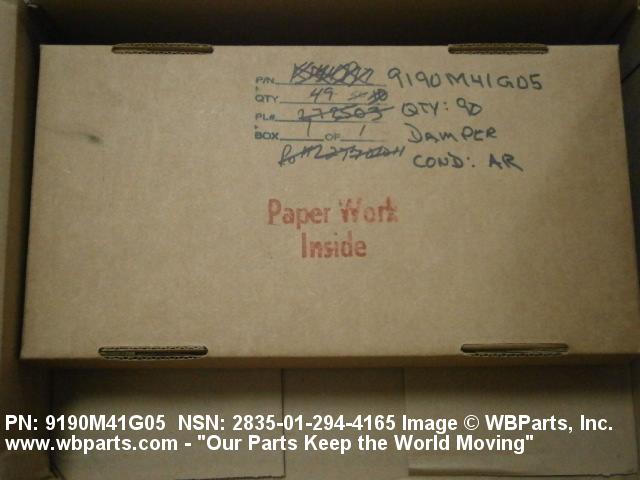 P/N 9190M41G05
QTY 49 QTY: 90
PL# 273503 DAMPER
BOX 1 OF 1
COND: AR
Paper Work
Inside
PN: 9190M41G05 NSN: 2835-01-294-4165 Image © WBParts, Inc.
www.wbparts.com - "Our Parts Keep the World Moving"